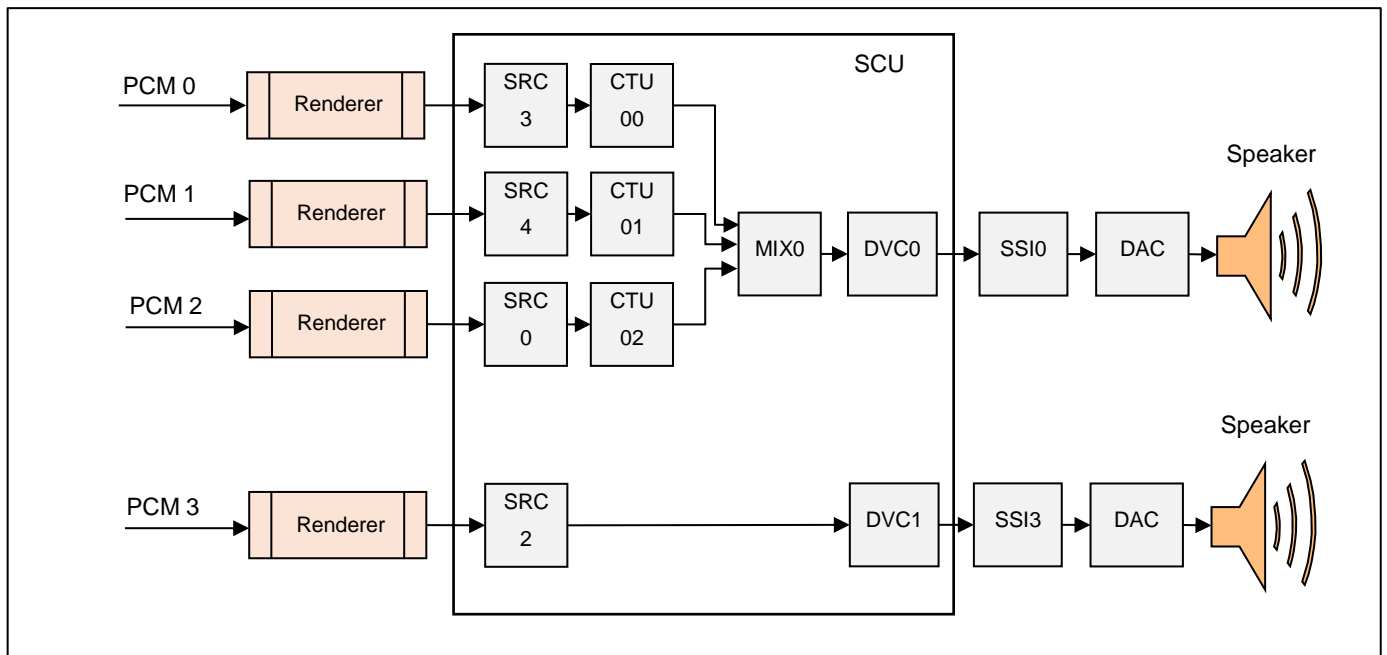 SCU
PCM 0
Renderer
SRC
3
CTU
00
PCM 1
Renderer
SRC
4
CTU
01
MIX0
DVC0
SSI0
DAC
Speaker
PCM 2
Renderer
SRC
0
CTU
02
PCM 3
Renderer
SRC
2
DVC1
SSI3
DAC
Speaker